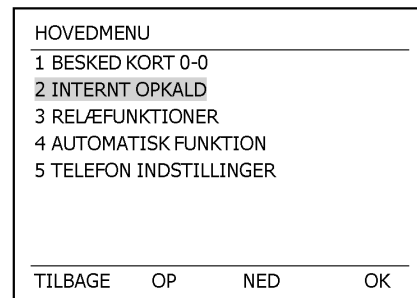 HOVEDMENU
1 BESKED KORT 0-0
2 INTERNT OPKALD
3 RELÆFUNKTIONER
4 AUTOMATISK FUNKTION
5 TELEFON INDSTILLINGER
TILBAGE OP NED OK